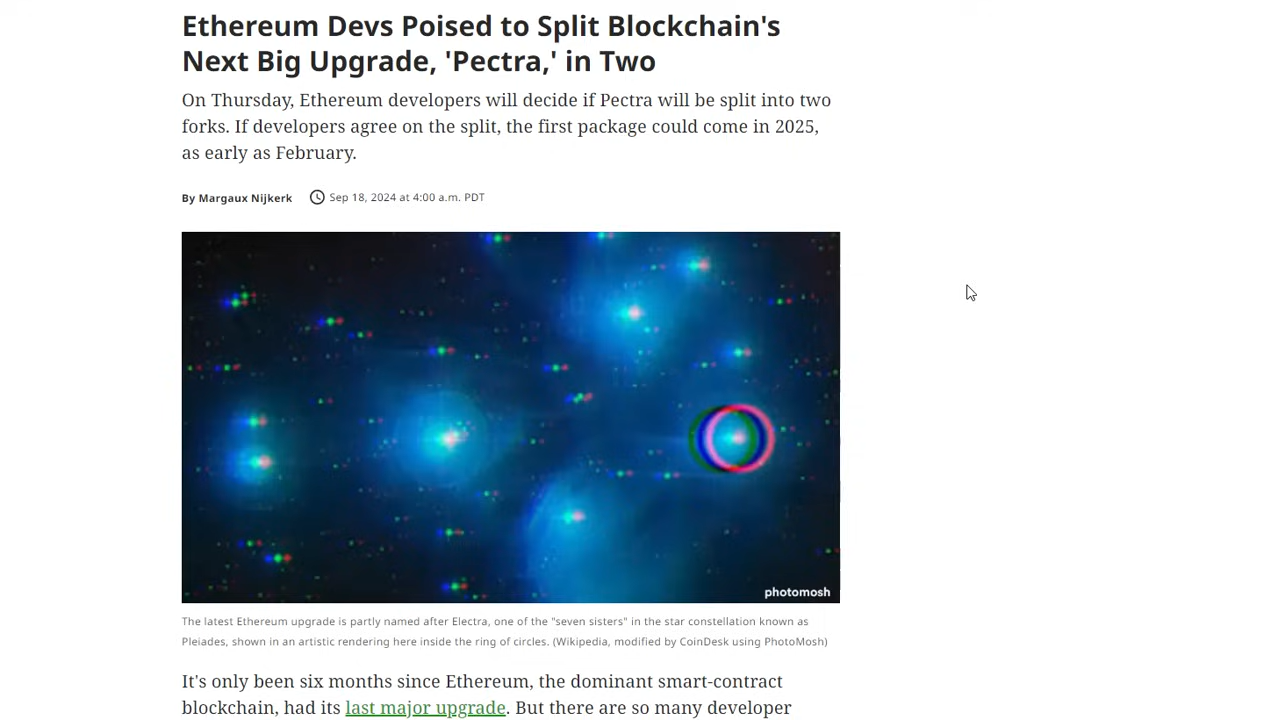 Ethereum Devs Poised to Split Blockchain's
Next Big Upgrade, 'Pectra,' in Two
On Thursday, Ethereum developers will decide if Pectra will be split into two
forks. If developers agree on the split, the first package could come in 2025,
as early as February.
By Margaux Nijkerk Sep 18, 2024 at 4:00 a.m. PDT
photomosh
The latest Ethereum upgrade is partly named after Electra, one of the "seven sisters" in the star constellation known as
Pleiades, shown in an artistic rendering here inside the ring of circles. (Wikipedia, modified by CoinDesk using PhotoMosh)
It's only been six months since Ethereum, the dominant smart-contract
blockchain, had its last major upgrade. But there are so many developer